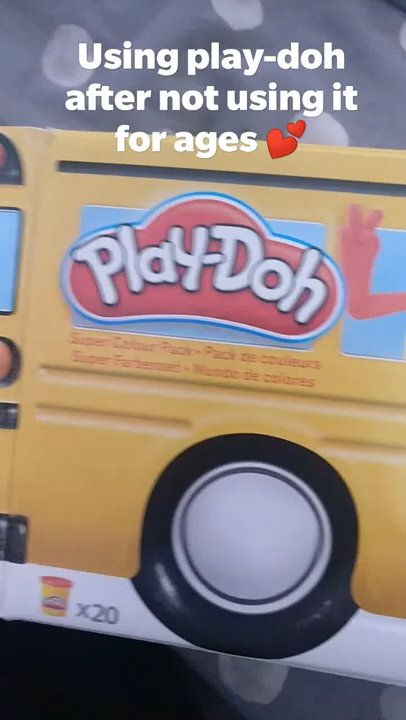 Using play-doh
after not using it
for ages 💕
Play-Doh
Super Colour Pack • Pack de couleurs
Super Farbenset • Mundo de colores
x20